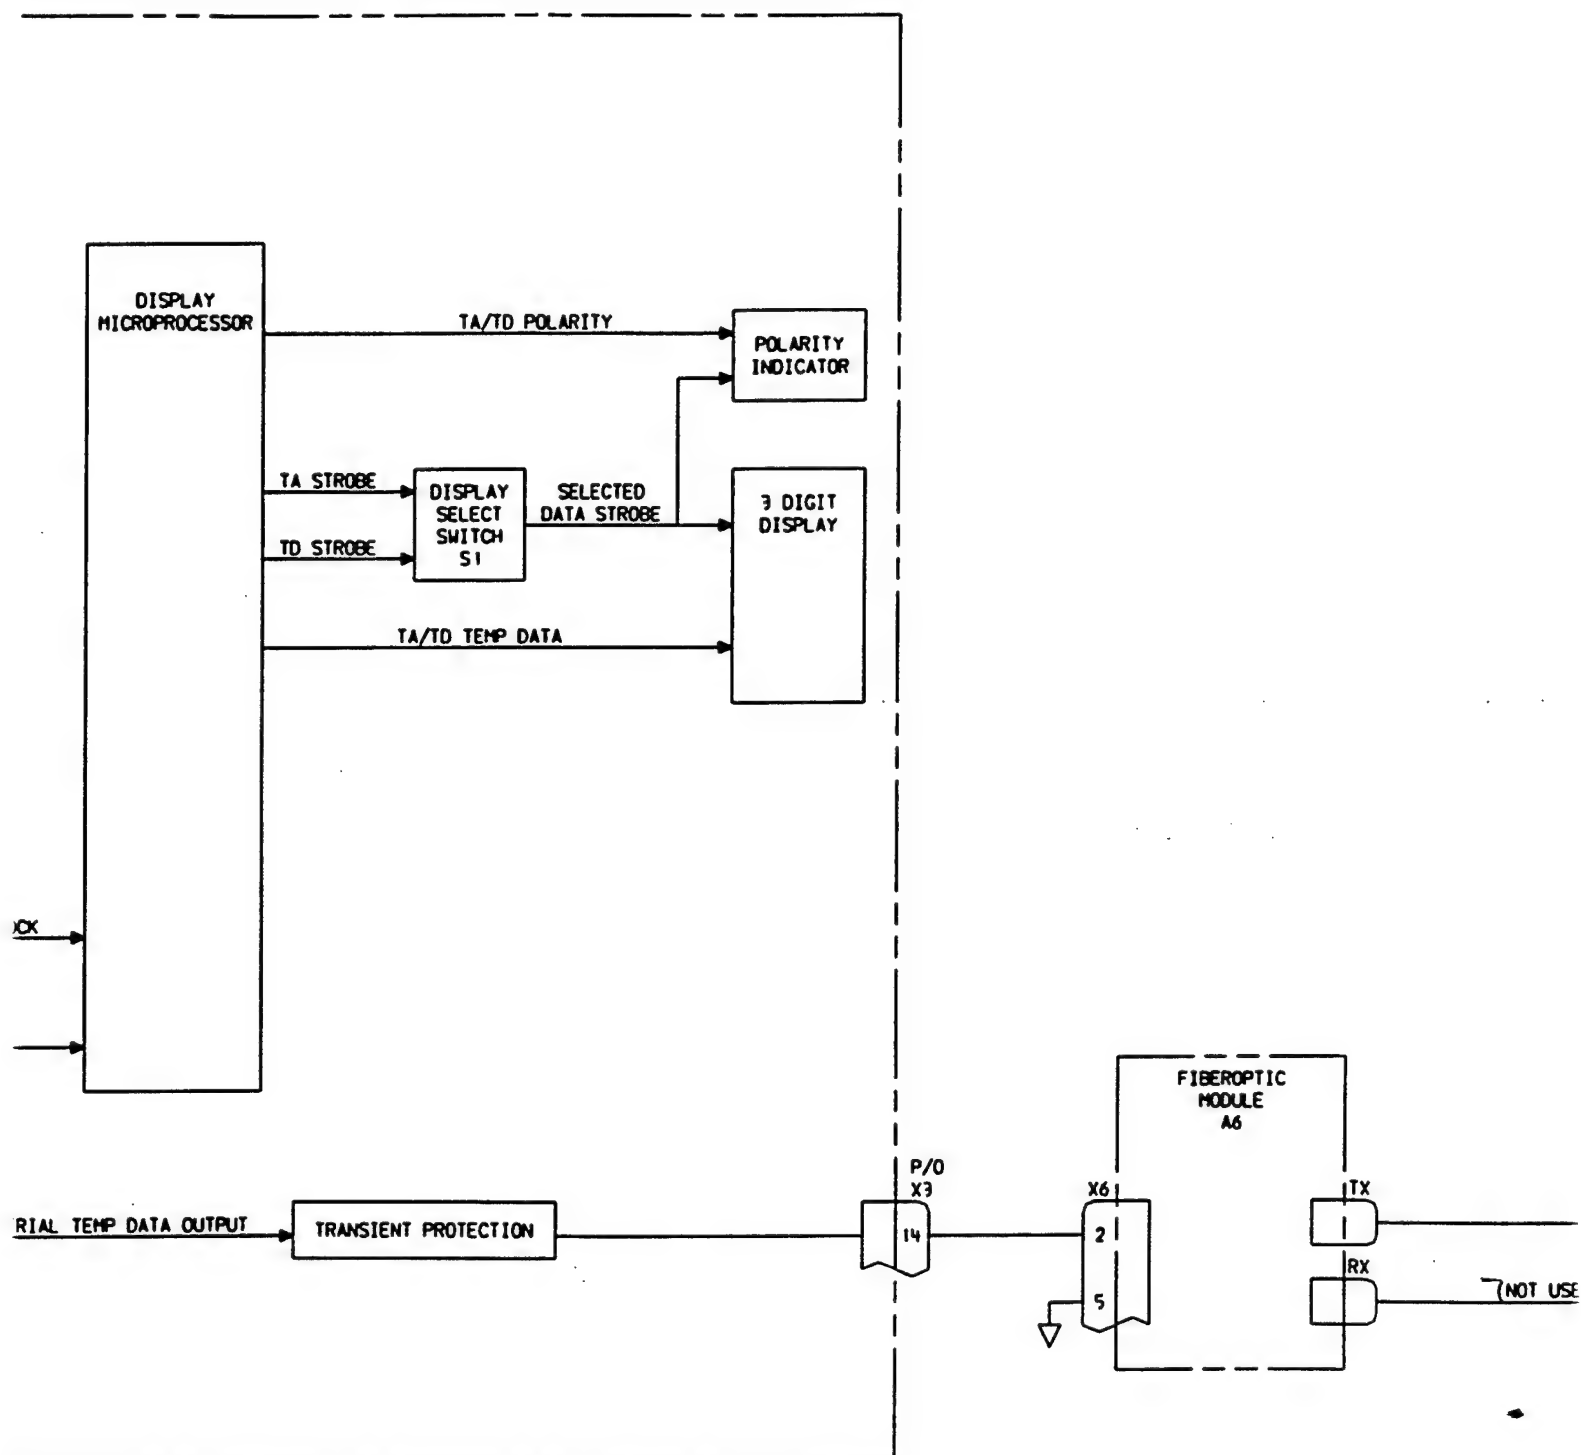 DISPLAY
MICROPROCESSOR
TA/TD POLARITY
POLARITY
INDICATOR
TA STROBE
TD STROBE
DISPLAY
SELECT
SWITCH
S1
SELECTED
DATA STROBE
3 DIGIT
DISPLAY
TA/TD TEMP DATA
OCK
FIBEROPTIC
MODULE
A6
RIAL TEMP DATA OUTPUT
TRANSIENT PROTECTION
P/O
X3
14
X6
2
5
TX
RX
(NOT USE